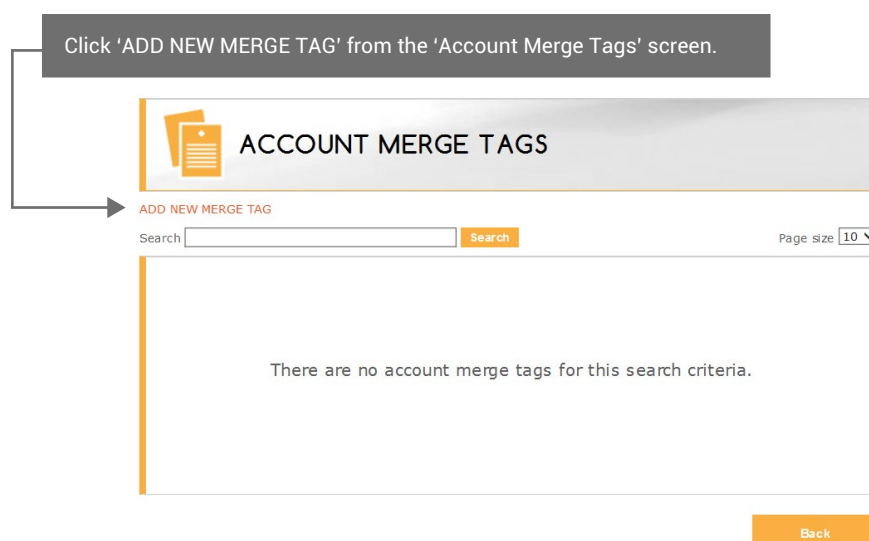 Click ‘ADD NEW MERGE TAG’ from the ‘Account Merge Tags’ screen.
ACCOUNT MERGE TAGS
ADD NEW MERGE TAG
Search Search Page size 10
There are no account merge tags for this search criteria.
Back